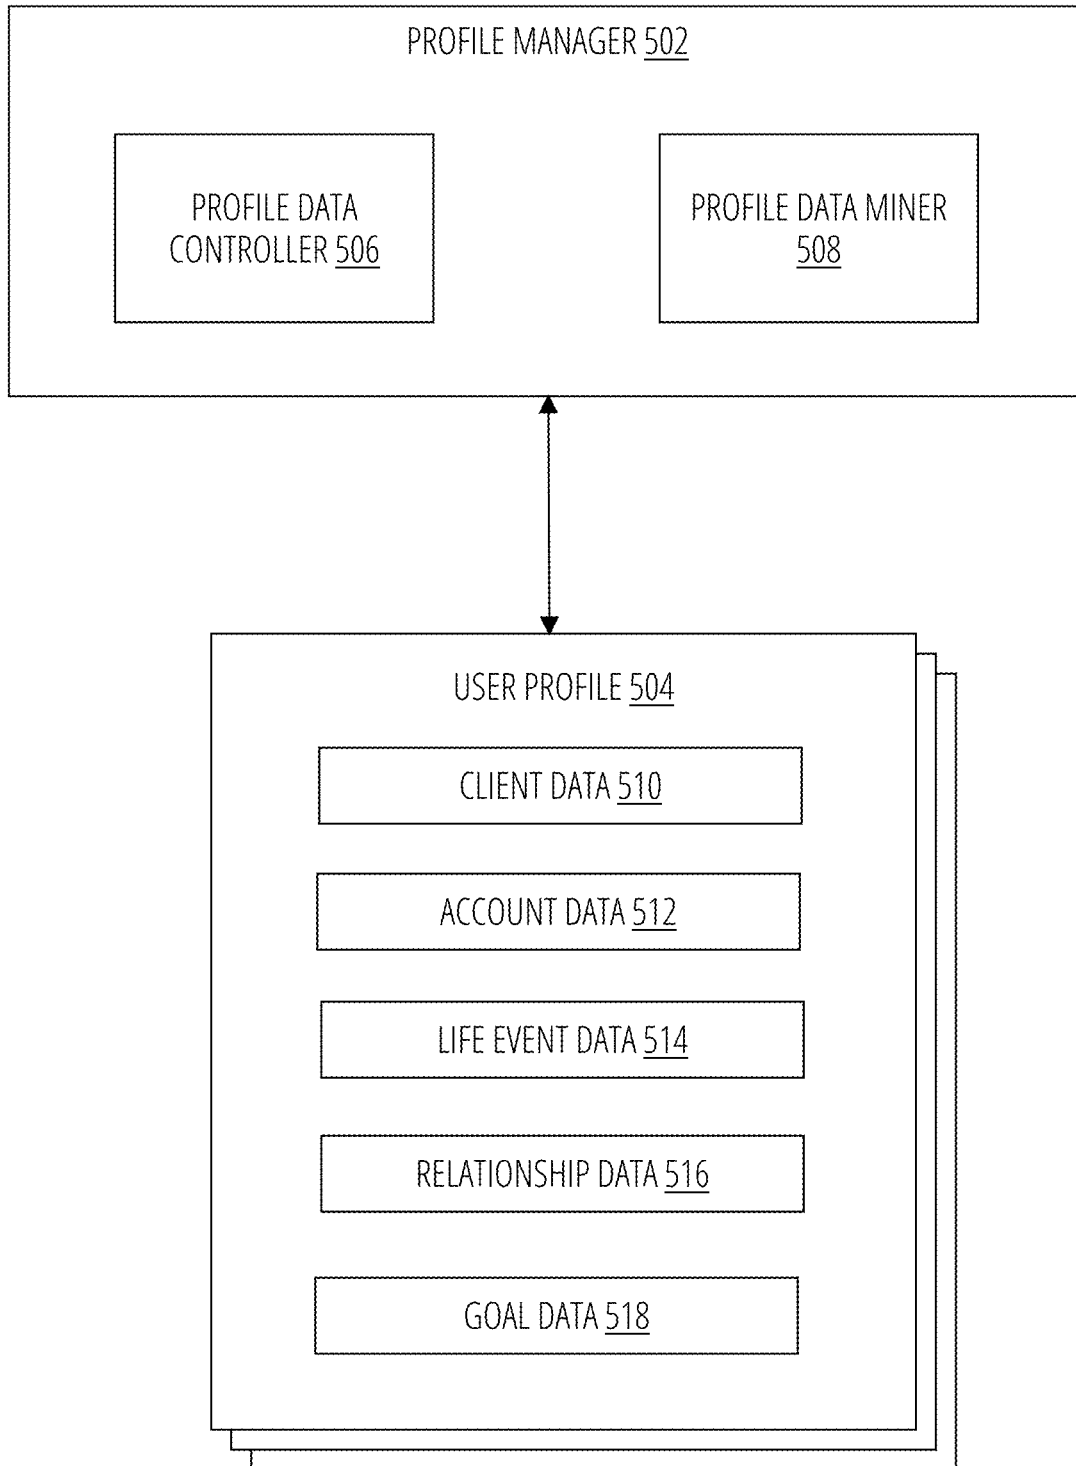 PROFILE MANAGER 502
PROFILE DATA
CONTROLLER 506
PROFILE DATA MINER
508
USER PROFILE 504
CLIENT DATA 510
ACCOUNT DATA 512
LIFE EVENT DATA 514
RELATIONSHIP DATA 516
GOAL DATA 518